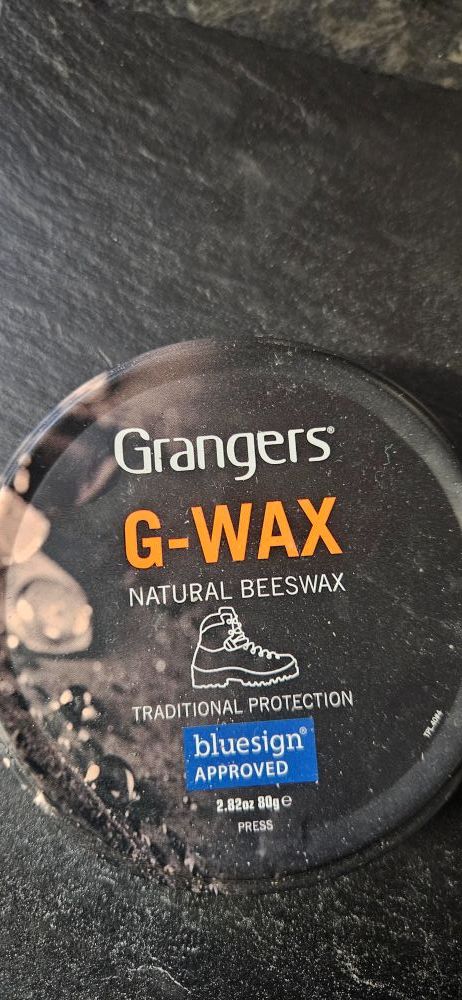 Grangers®
G-WAX
NATURAL BEESWAX
TRADITIONAL PROTECTION
bluesign®
APPROVED
2.82oz 80g e
PRESS